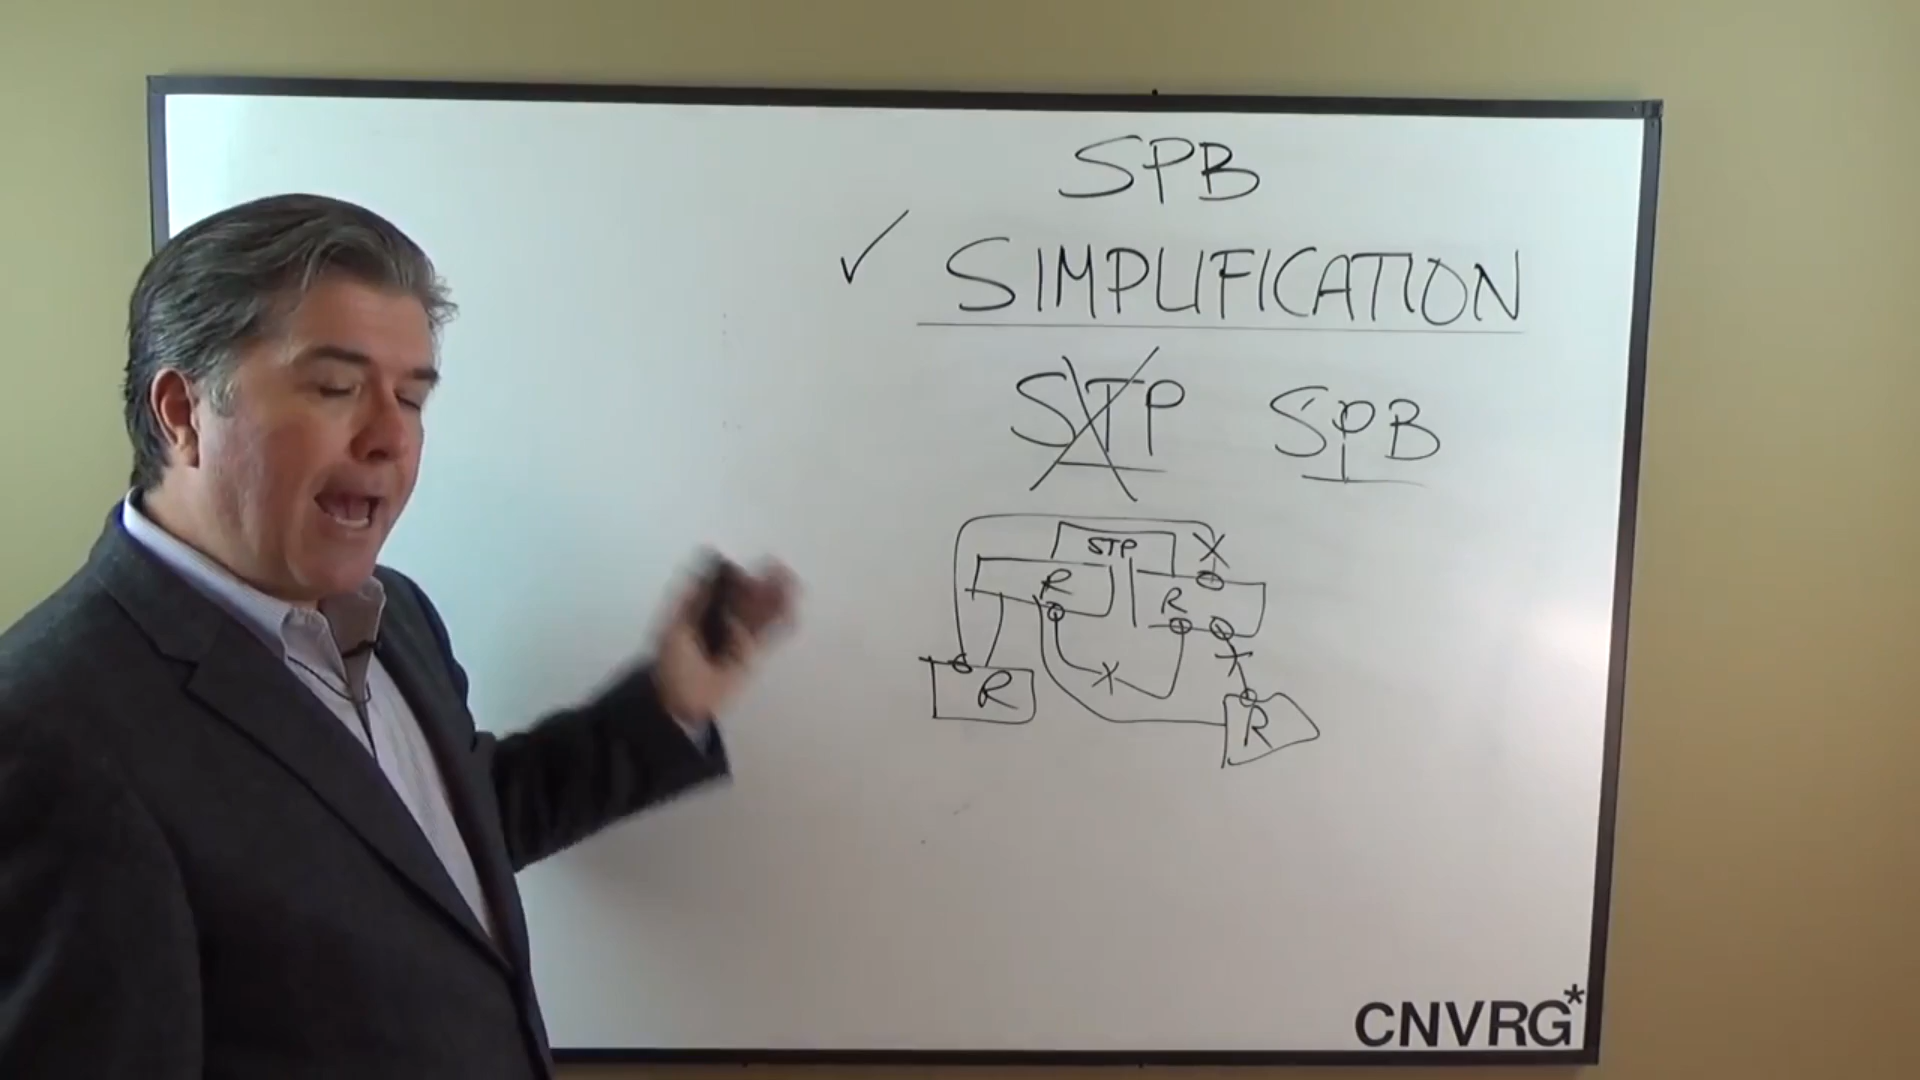 SPB
✓ SIMPLIFICATION
STP SPB
STP
R R
R R
CNVRG*